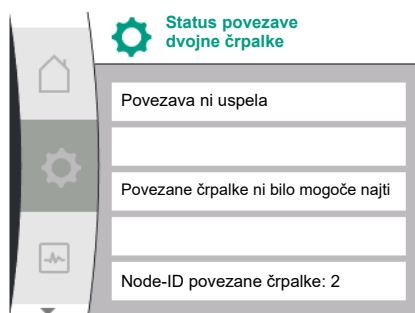 Status povezave
dvojne črpalke
Povezava ni uspela
Povezane črpalke ni bilo mogoče najti
Node-ID povezane črpalke: 2